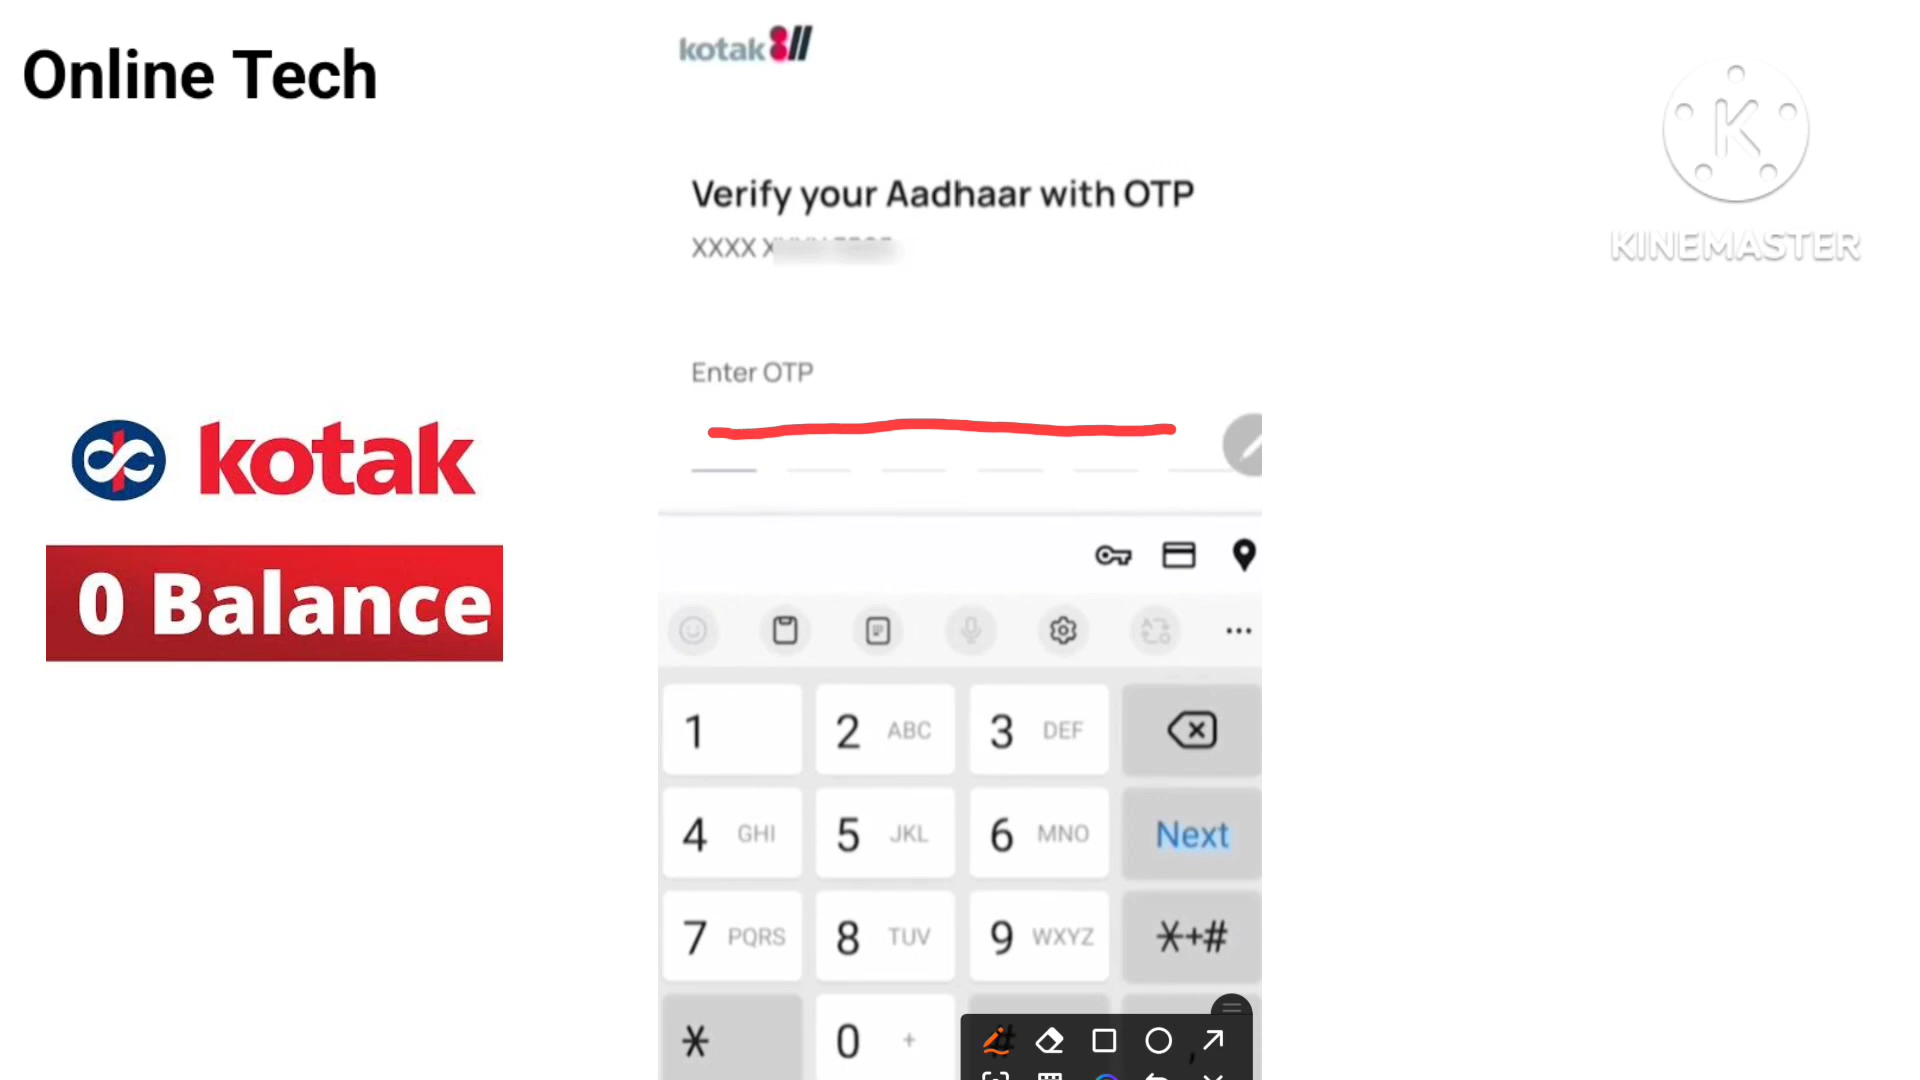 Online Tech
kotak 811
KINEMASTER
Verify your Aadhaar with OTP
XXXX
Enter OTP
kotak
0 Balance
1
2 ABC
3 DEF
4 GHI
5 JKL
6 MNO
Next
7 PQRS
8 TUV
9 WXYZ
*+#
*
0 +